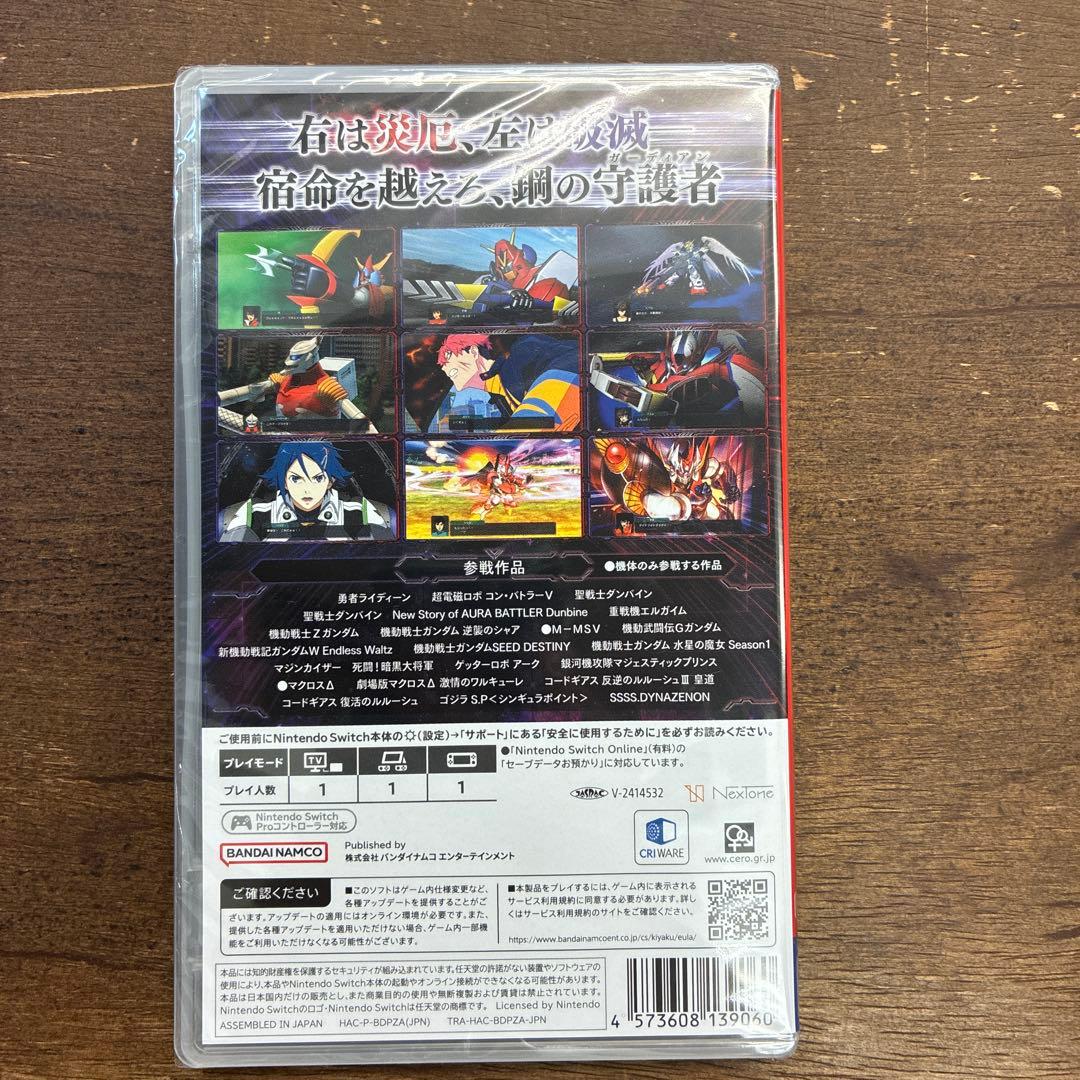 右は災厄、左は破滅
ガーディアン
宿命を越えろ、鋼の守護者
参戦作品
●機体のみ参戦する作品
勇者ライディーン 超電磁ロボ コン・バトラーV 聖戦士ダンバイン
聖戦士ダンバイン New Story of AURA BATTLER Dunbine 重戦機エルガイム
機動戦士Ζガンダム 機動戦士ガンダム 逆襲のシャア ●M-MSV 機動武闘伝Gガンダム
新機動戦記ガンダムW Endless Waltz 機動戦士ガンダムSEED DESTINY 機動戦士ガンダム 水星の魔女 Season1
マジンカイザー 死闘!暗黒大将軍 ゲッターロボ アーク 銀河機攻隊マジェスティックプリンス
●マクロスΔ 劇場版マクロスΔ 激情のワルキューレ コードギアス 反逆のルルーシュⅢ 皇道
コードギアス 復活のルルーシュ ゴジラ S.P<シンギュラポイント> SSSS.DYNAZENON
ご使用前にNintendo Switch本体の(設定)→「サポート」にある「安全に使用するために」を必ずお読みください。
プレイモード TV
プレイ人数 1 1 1
●「Nintendo Switch Online」(有料)の
「セーブデータお預かり」に対応しています。
JASRAC V-2414532 NexTone
Nintendo Switch
Proコントローラー対応
BANDAI NAMCO
Published by
株式会社 バンダイナムコ エンターテインメント
CRIWARE
www.cero.gr.jp
ご確認ください
■このソフトはゲーム内仕様変更など、
各種アップデートを提供することがご
ざいます。アップデートの適用にはオンライン環境が必要です。また、
提供した各種アップデートを適用いただけない場合、ゲーム内一部機
能をご利用いただけなくなる可能性がございます。
■本製品をプレイするには、ゲーム内に表示される
サービス利用規約に同意する必要があります。詳し
くはサービス利用規約のサイトをご確認ください。
https://www.bandainamcoent.co.jp/cs/kiyaku/eula/
本品には知的財産権を保護するセキュリティが組み込まれています。任天堂の許諾がない装置やソフトウェアの
使用により、本品やNintendo Switch本体の起動やオンライン接続ができなくなる可能性があります。
本品は日本国内だけの販売とし、また商業目的の使用や無断複製および賃貸は禁止されています。
Nintendo Switchのロゴ・Nintendo Switchは任天堂の商標です。 Licensed by Nintendo
ASSEMBLED IN JAPAN HAC-P-BDPZA(JPN) TRA-HAC-BDPZA-JPN
4 573608 139060